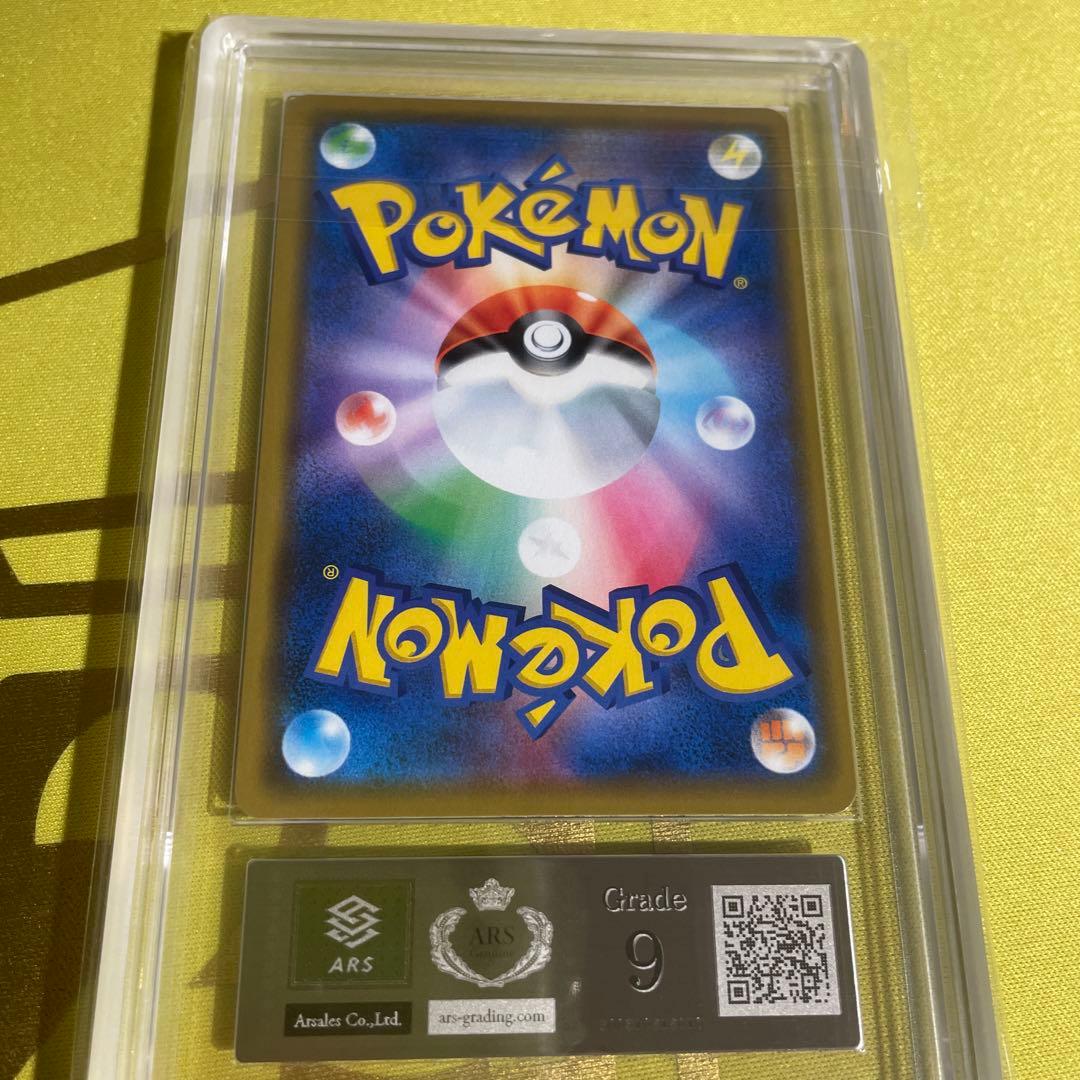 POKéMON
®
®
POKéMON
ARS
Arsales Co.,Ltd.
ARS
ars-grading.com
Grade
9